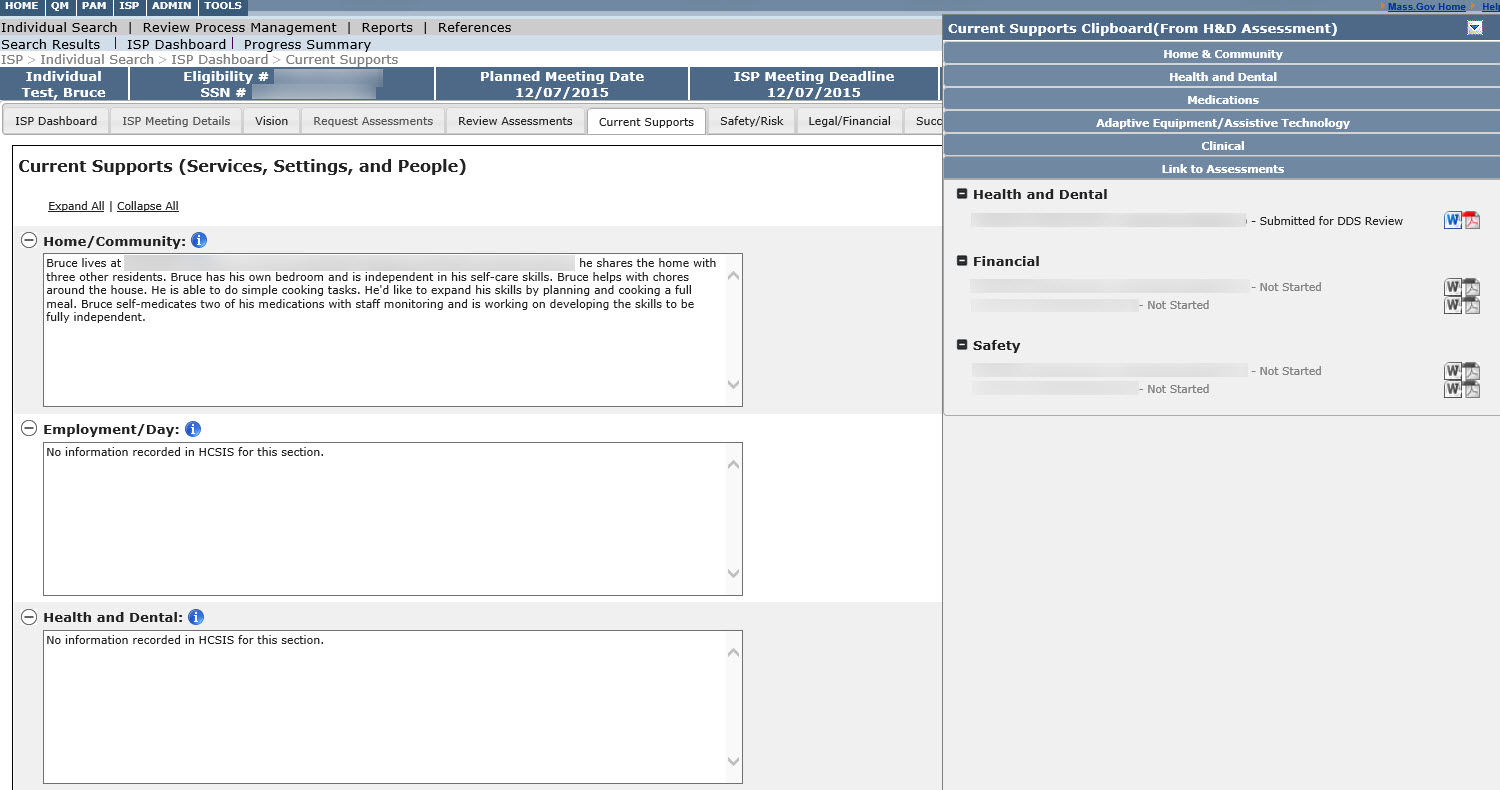 HOME QM PAM ISP ADMIN TOOLS
Mass.Gov Home Help
Individual Search | Review Process Management | Reports | References
Search Results | ISP Dashboard | Progress Summary
ISP > Individual Search > ISP Dashboard > Current Supports
Individual
Test, Bruce
Eligibility #
SSN #
Planned Meeting Date
12/07/2015
ISP Meeting Deadline
12/07/2015
ISP Dashboard ISP Meeting Details Vision Request Assessments Review Assessments Current Supports Safety/Risk Legal/Financial Succ
Current Supports (Services, Settings, and People)
Expand All | Collapse All
Home/Community:
Bruce lives at he shares the home with
three other residents. Bruce has his own bedroom and is independent in his self-care skills. Bruce helps with chores
around the house. He is able to do simple cooking tasks. He'd like to expand his skills by planning and cooking a full
meal. Bruce self-medicates two of his medications with staff monitoring and is working on developing the skills to be
fully independent.
Employment/Day:
No information recorded in HCSIS for this section.
Health and Dental:
No information recorded in HCSIS for this section.
Current Supports Clipboard(From H&D Assessment)
Home & Community
Health and Dental
Medications
Adaptive Equipment/Assistive Technology
Clinical
Link to Assessments
Health and Dental
- Submitted for DDS Review
Financial
- Not Started
- Not Started
Safety
- Not Started
- Not Started